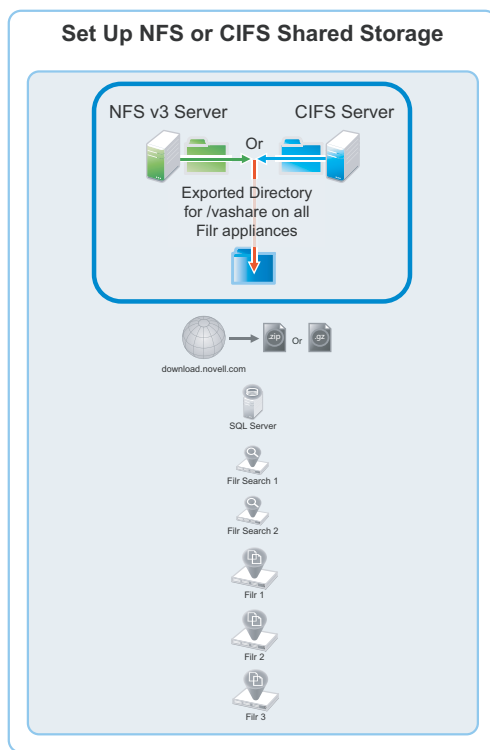 Set Up NFS or CIFS Shared Storage
NFS v3 Server
CIFS Server
Or
Exported Directory
for /vashare on all
Filr appliances
.zip
Or
.gz
download.novell.com
SQL Server
Filr Search 1
Filr Search 2
Filr 1
Filr 2
Filr 3